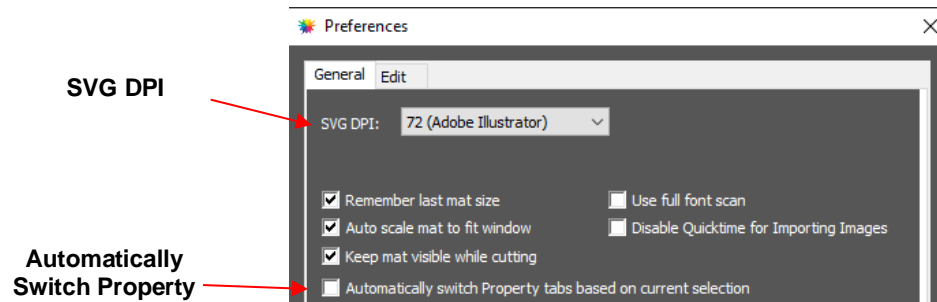 Preferences
General Edit
SVG DPI
SVG DPI: 72 (Adobe Illustrator)
Remember last mat size Use full font scan
Auto scale mat to fit window Disable Quicktime for Importing Images
Keep mat visible while cutting
Automatically
Switch Property
Automatically switch Property tabs based on current selection